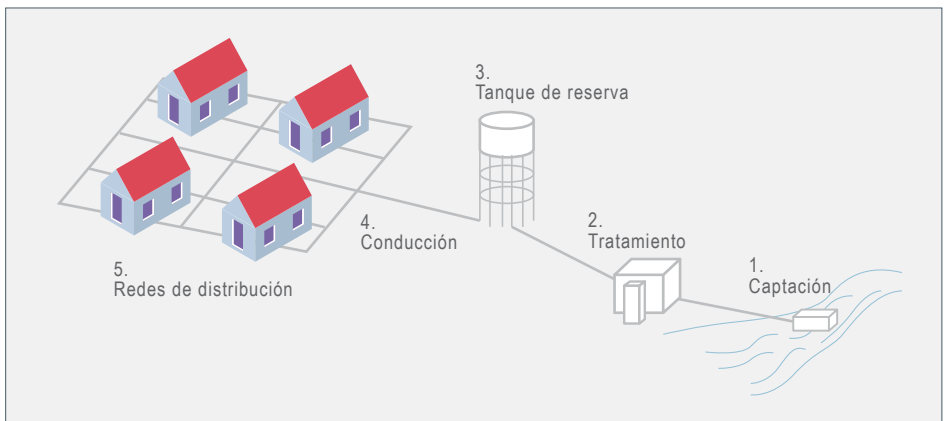 3.
Tanque de reserva
2.
Tratamiento
1.
Captación
4.
Conducción
5.
Redes de distribución